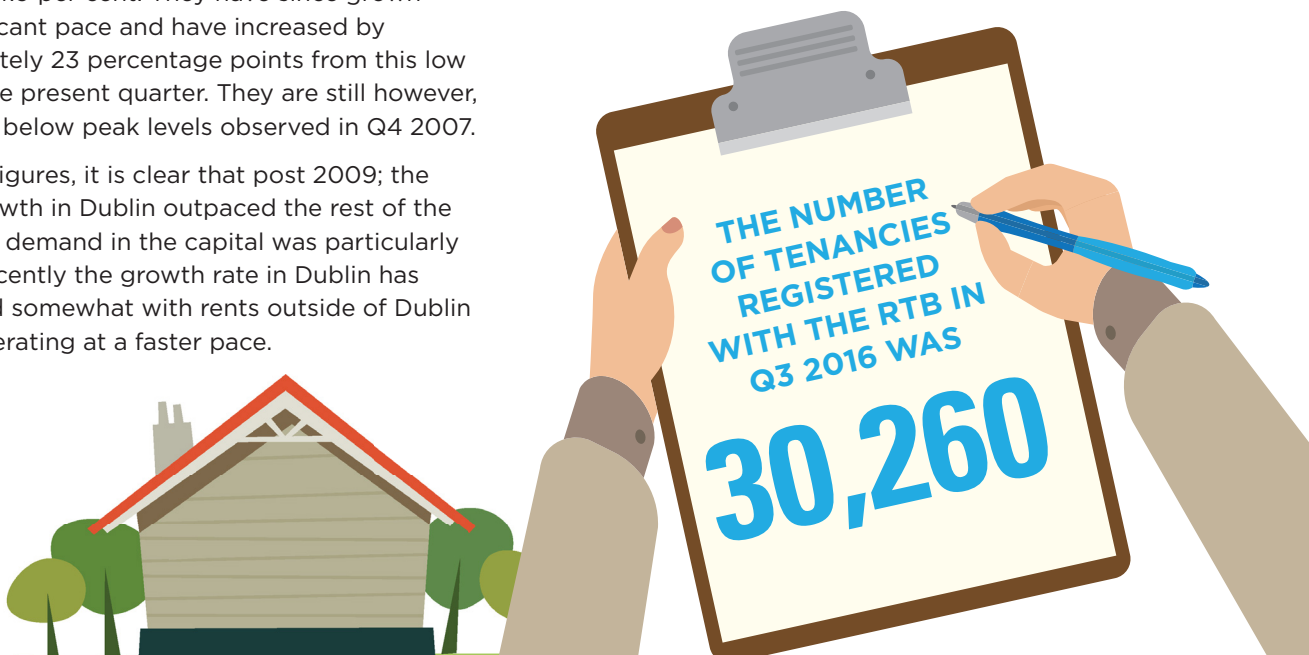 cant pace and have increased by
tely 23 percentage points from this low
e present quarter. They are still however,
below peak levels observed in Q4 2007.
igures, it is clear that post 2009; the
wth in Dublin outpaced the rest of the
demand in the capital was particularly
cently the growth rate in Dublin has
d somewhat with rents outside of Dublin
erating at a faster pace.
THE NUMBER
OF TENANCIES
REGISTERED
WITH THE RTB IN
Q3 2016 WAS
30,260